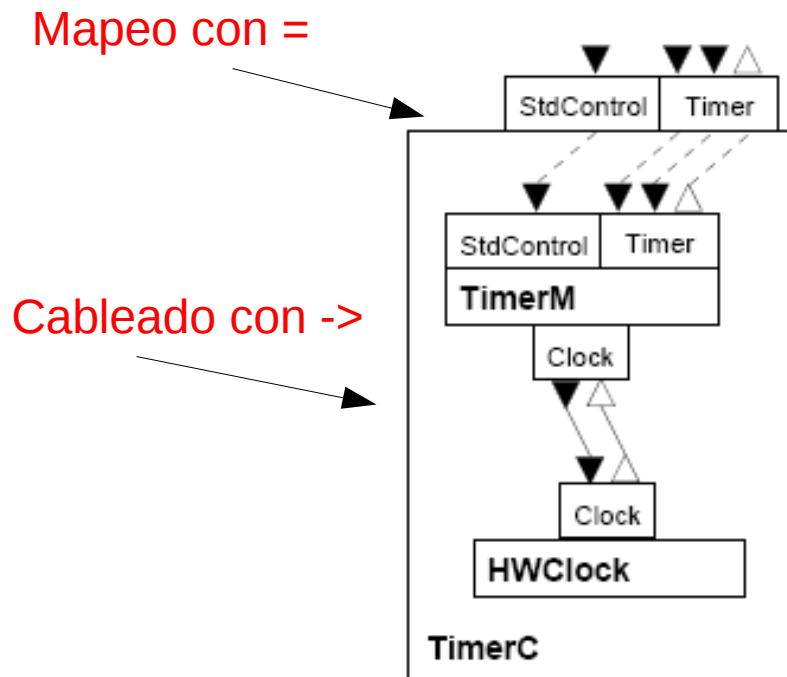 Mapeo con =
StdControl Timer
StdControl Timer
TimerM
Cableado con ->
Clock
Clock
HWClock
TimerC